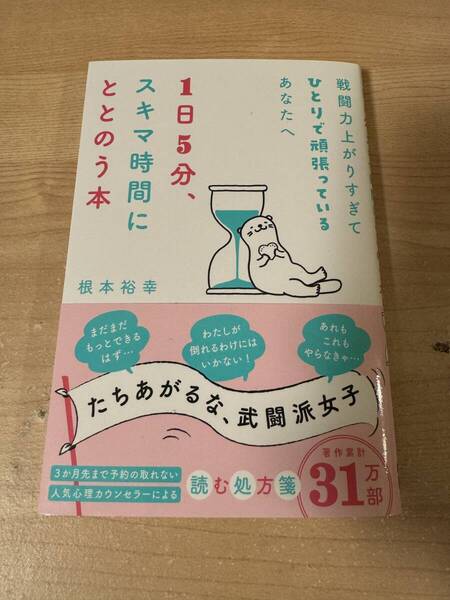 戦闘力上がりすぎて
ひとりで頑張っている
あなたへ
1日5分、
スキマ時間に
ととのう本
根本裕幸
まだまだ
もっとできる
はず…
わたしが
倒れるわけには
いかない！
あれも
これも
やらなきゃ…
たちあがるな、武闘派女子
3か月先まで予約の取れない
人気心理カウンセラーによる
読む処方箋
著作累計
31万部